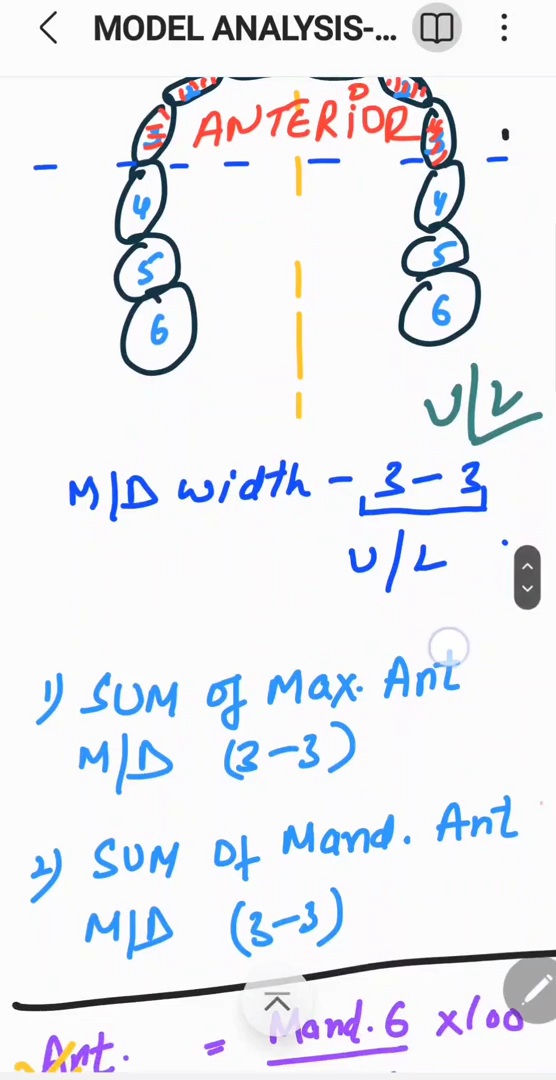 MODEL ANALYSIS-...
ANTERIOR
3 3
4 4
5 5
6 6
U/L
M/D width - 3-3
U/L
1) SUM of Max. Ant
M/D (3-3)
2) SUM Of Mand. Ant
M/D (3-3)
Ant. = Mand. 6 x100